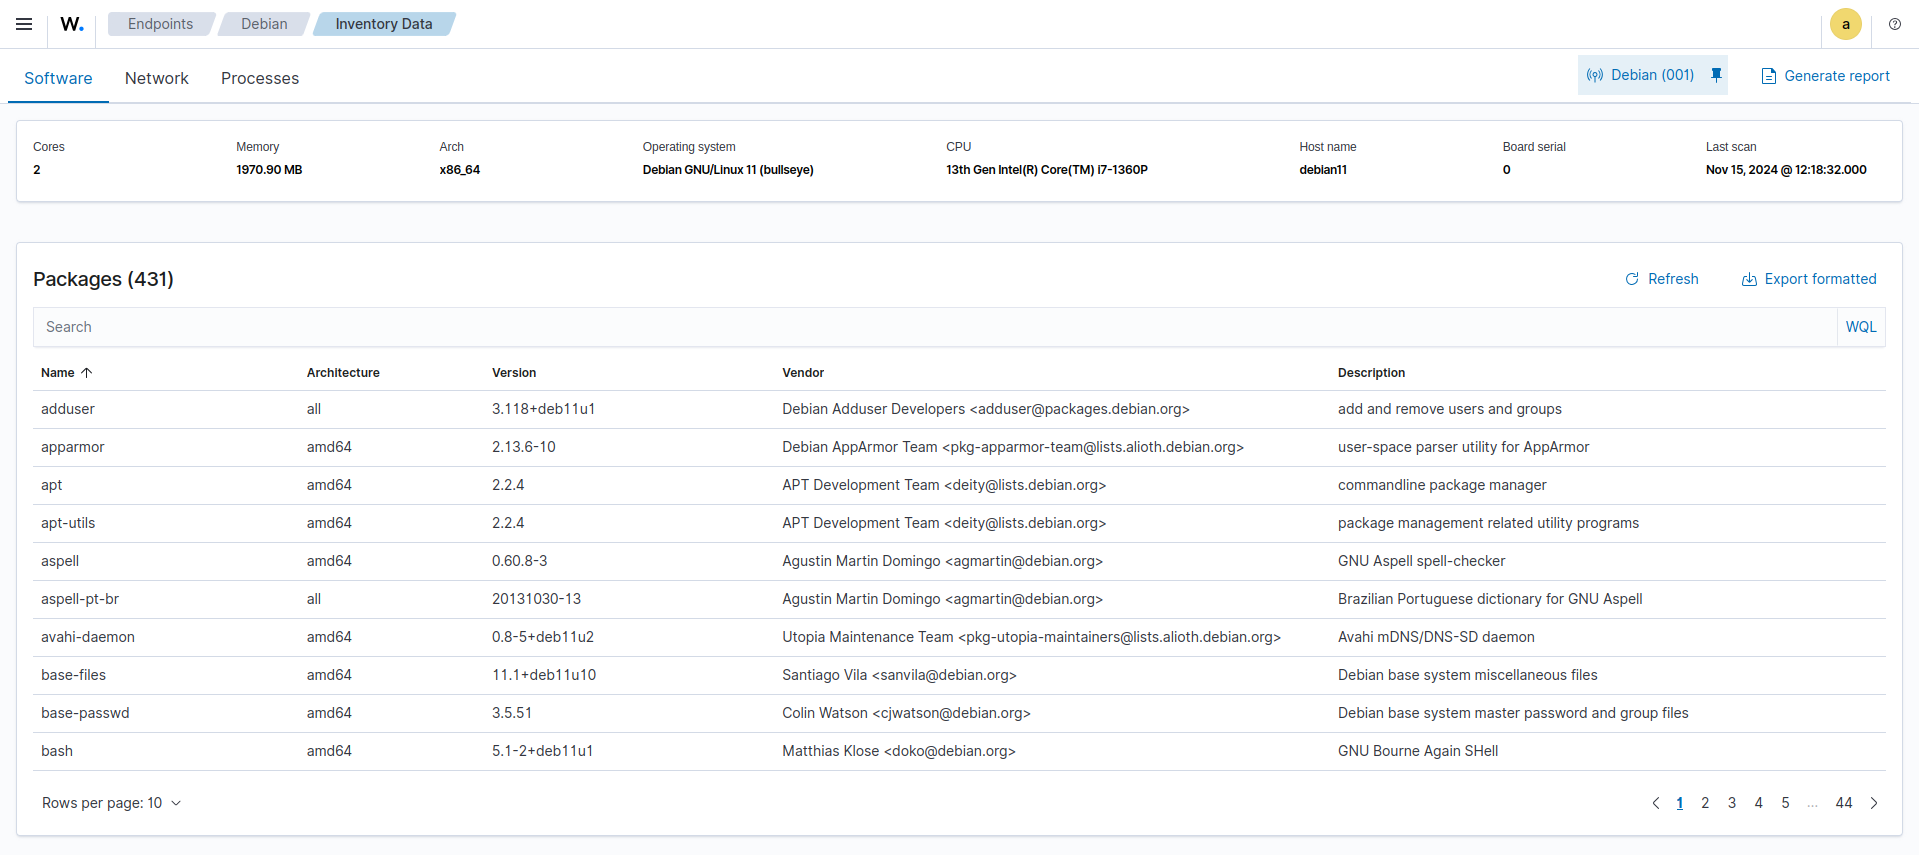 W. Endpoints Debian Inventory Data a
Software Network Processes Debian (001) Generate report
Cores Memory Arch Operating system CPU Host name Board serial Last scan
2 1970.90 MB x86_64 Debian GNU/Linux 11 (bullseye) 13th Gen Intel(R) Core(TM) i7-1360P debian11 0 Nov 15, 2024 @ 12:18:32.000
Packages (431) Refresh Export formatted
Search WQL
Name Architecture Version Vendor Description
adduser all 3.118+deb11u1 Debian Adduser Developers <adduser@packages.debian.org> add and remove users and groups
apparmor amd64 2.13.6-10 Debian AppArmor Team <pkg-apparmor-team@lists.alioth.debian.org> user-space parser utility for AppArmor
apt amd64 2.2.4 APT Development Team <deity@lists.debian.org> commandline package manager
apt-utils amd64 2.2.4 APT Development Team <deity@lists.debian.org> package management related utility programs
aspell amd64 0.60.8-3 Agustin Martin Domingo <agmartin@debian.org> GNU Aspell spell-checker
aspell-pt-br all 20131030-13 Agustin Martin Domingo <agmartin@debian.org> Brazilian Portuguese dictionary for GNU Aspell
avahi-daemon amd64 0.8-5+deb11u2 Utopia Maintenance Team <pkg-utopia-maintainers@lists.alioth.debian.org> Avahi mDNS/DNS-SD daemon
base-files amd64 11.1+deb11u10 Santiago Vila <sanvila@debian.org> Debian base system miscellaneous files
base-passwd amd64 3.5.51 Colin Watson <cjwatson@debian.org> Debian base system master password and group files
bash amd64 5.1-2+deb11u1 Matthias Klose <doko@debian.org> GNU Bourne Again SHell
Rows per page: 10 1 2 3 4 5 ... 44